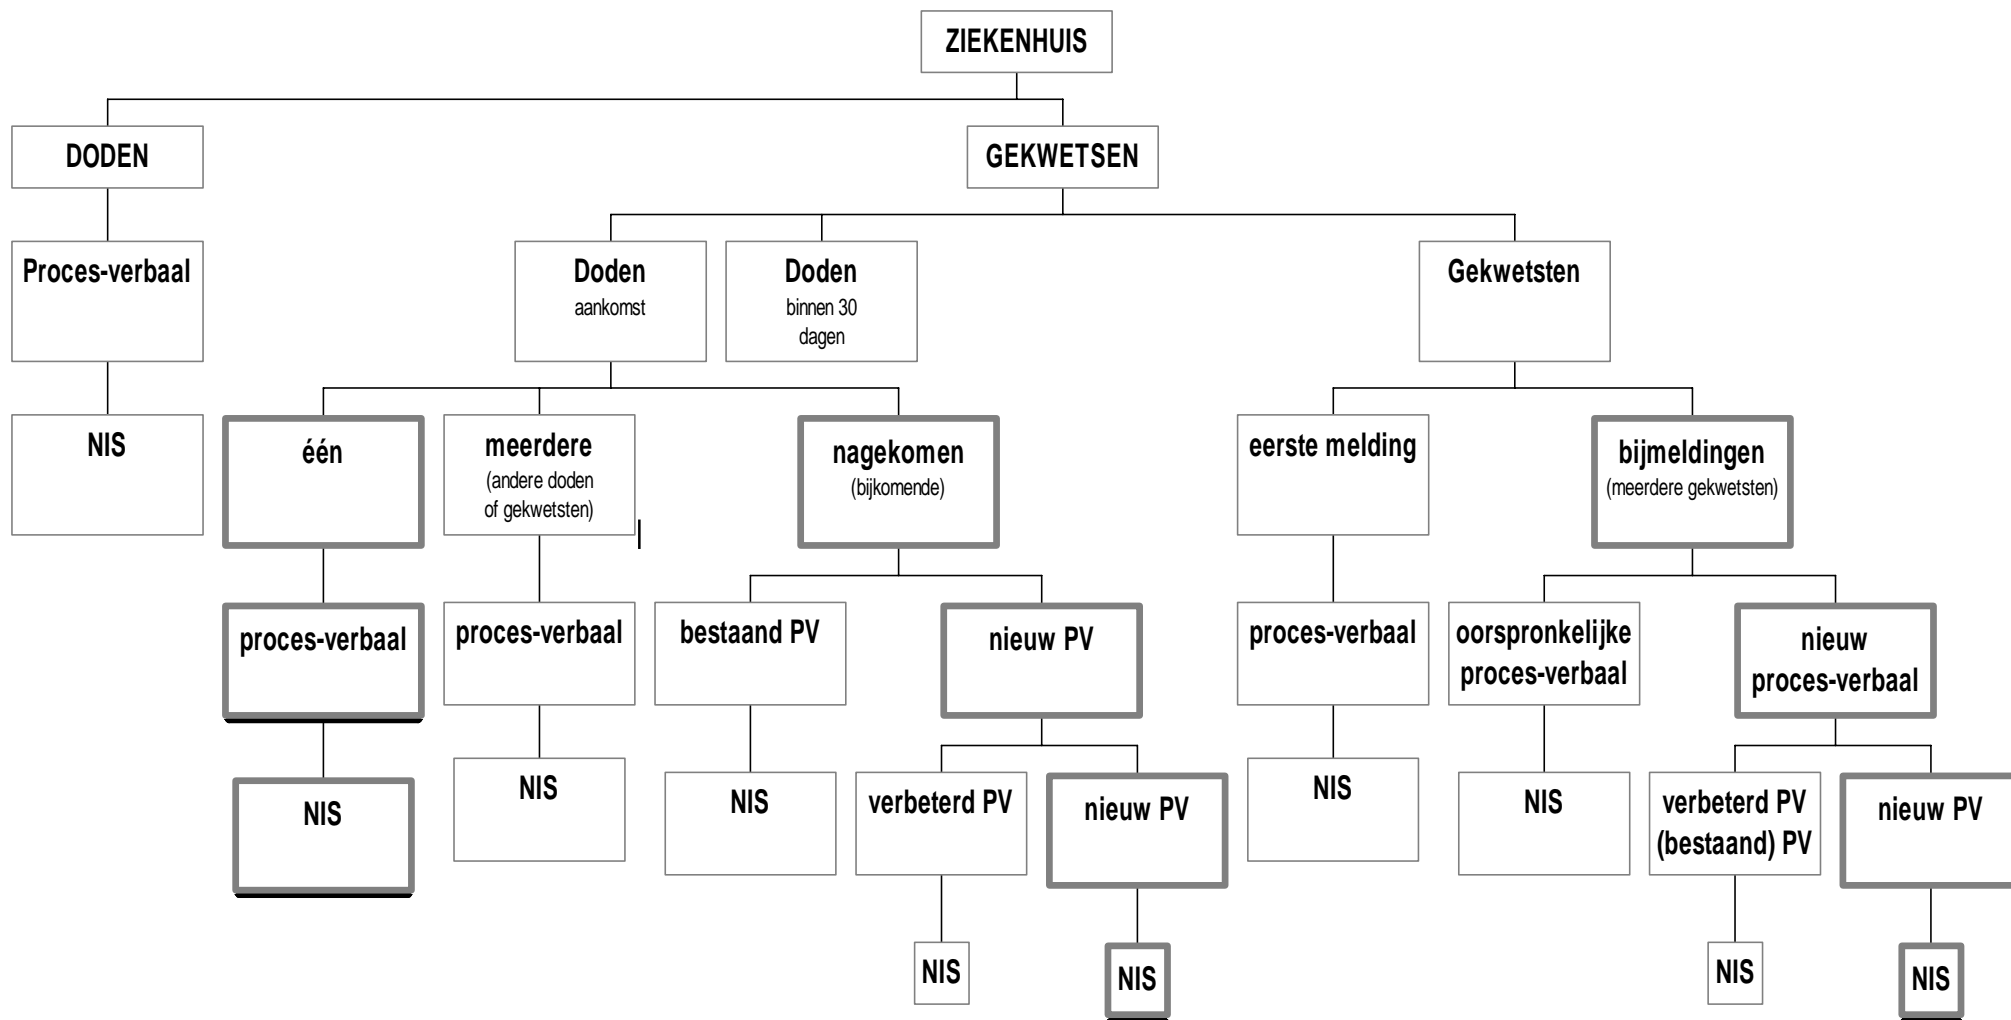 ZIEKENHUIS
DODEN
GEKWETSEN
Proces-verbaal
Doden
aankomst
Doden
binnen 30
dagen
Gekwetsten
NIS
één
meerdere
(andere doden
of gekwetsten)
nagekomen
(bijkomende)
eerste melding
bijmeldingen
(meerdere gekwetsten)
proces-verbaal
proces-verbaal
bestaand PV
nieuw PV
proces-verbaal
oorspronkelijke
proces-verbaal
nieuw
proces-verbaal
NIS
NIS
NIS
verbeterd PV
nieuw PV
NIS
NIS
verbeterd PV
(bestaand) PV
nieuw PV
NIS
NIS
NIS
NIS